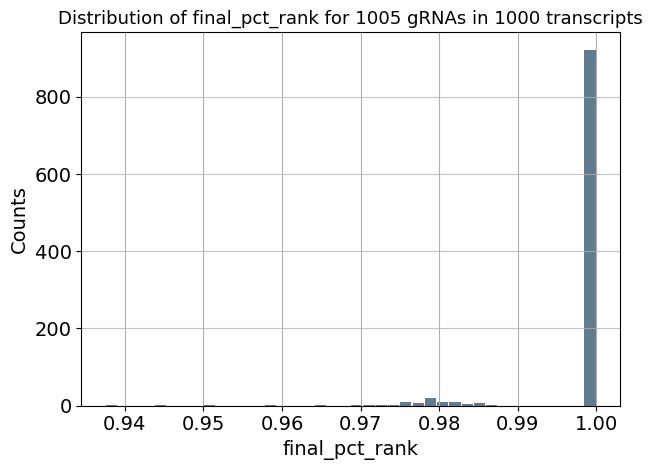 Distribution of final_pct_rank for 1005 gRNAs in 1000 transcripts
Counts
800
600
400
200
0
0.94 0.95 0.96 0.97 0.98 0.99 1.00
final_pct_rank